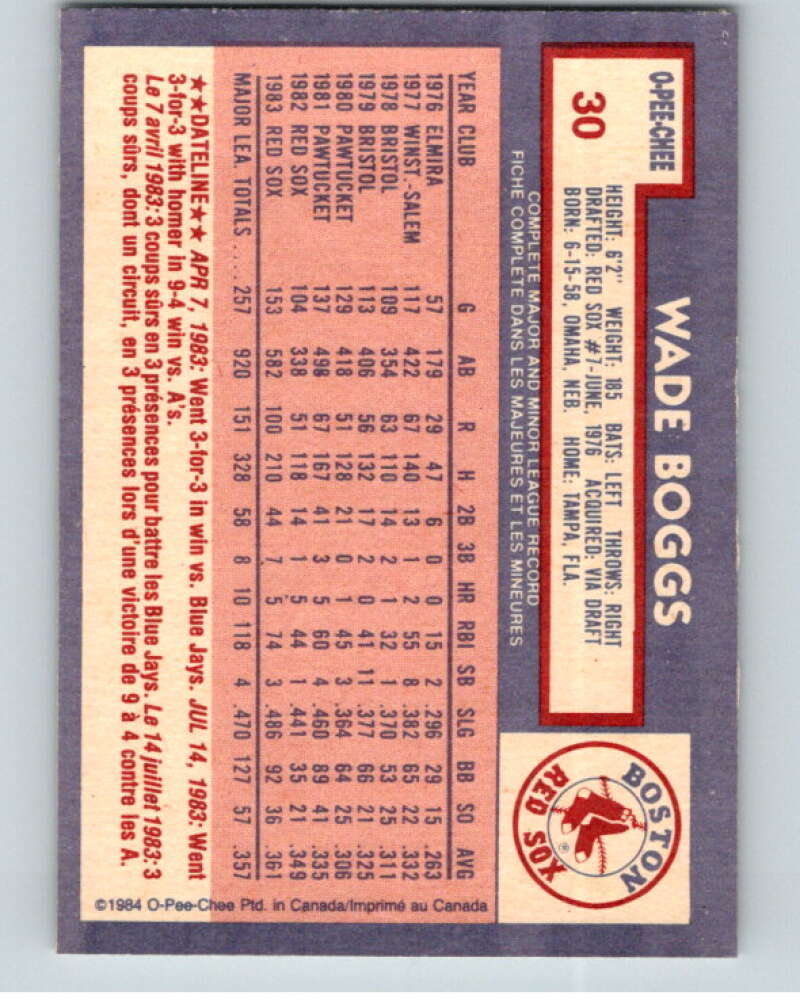 O-PEE-CHEE
30
WADE BOGGS
HEIGHT: 6'2" WEIGHT: 185 BATS: LEFT THROWS: RIGHT
DRAFTED: RED SOX #7-JUNE, 1976 ACQUIRED: VIA DRAFT
BORN: 6-15-58, OMAHA, NEB. HOME: TAMPA, FLA.
BOSTON
RED SOX
®
COMPLETE MAJOR AND MINOR LEAGUE RECORD
FICHE COMPLETE DANS LES MAJEURES ET LES MINEURES
YEAR CLUB G AB R H 2B 3B HR RBI SB SLG BB SO AVG
1976 ELMIRA 57 179 29 47 6 0 0 15 2 .296 29 15 .263
1977 WINST.-SALEM 117 422 67 140 13 1 2 55 8 .382 65 22 .332
1978 BRISTOL 109 354 63 110 14 2 1 32 1 .370 53 25 .311
1979 BRISTOL 113 406 56 132 17 2 0 41 11 .377 66 21 .325
1980 PAWTUCKET 129 418 51 128 21 0 1 45 3 .364 64 25 .306
1981 PAWTUCKET 137 498 67 167 41 3 5 60 4 .460 89 41 .335
1982 RED SOX 104 338 51 118 14 1 5 44 1 .441 35 21 .349
1983 RED SOX 153 582 100 210 44 7 5 74 3 .486 92 36 .361
MAJOR LEA. TOTALS .... 257 920 151 328 58 8 10 118 4 .470 127 57 .357
★★DATELINE★★ APR 7, 1983: Went 3-for-3 in win vs. Blue Jays. JUL 14, 1983: Went
3-for-3 with homer in 9-4 win vs. A's.
Le 7 avril 1983: 3 coups sûrs en 3 présences pour battre les Blue Jays. Le 14 juillet 1983: 3
coups sûrs, dont un circuit, en 3 présences lors d'une victoire de 9 à 4 contre les A.
©1984 O-Pee-Chee Ptd. in Canada/Imprimé au Canada